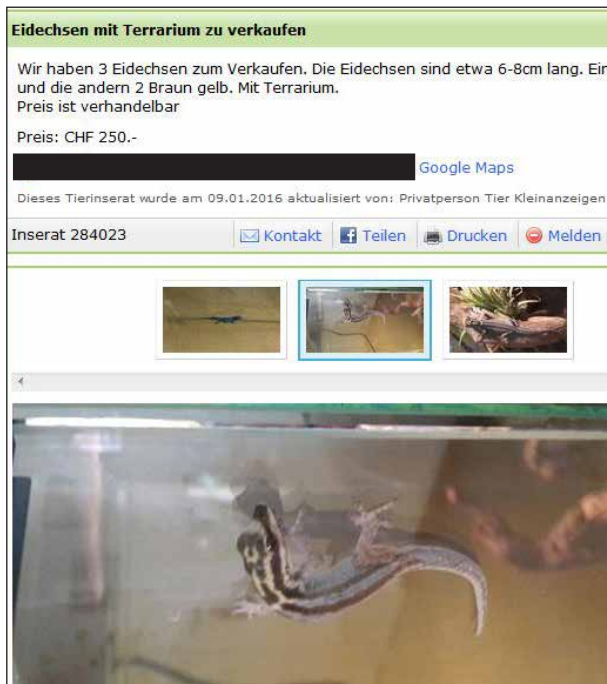 Eidechsen mit Terrarium zu verkaufen
Wir haben 3 Eidechsen zum Verkaufen. Die Eidechsen sind etwa 6-8cm lang. Ein
und die andern 2 Braun gelb. Mit Terrarium.
Preis ist verhandelbar
Preis: CHF 250.-
Google Maps
Dieses Tierinserat wurde am 09.01.2016 aktualisiert von: Privatperson Tier Kleinanzeigen
Inserat 284023 Kontakt Teilen Drucken Melden